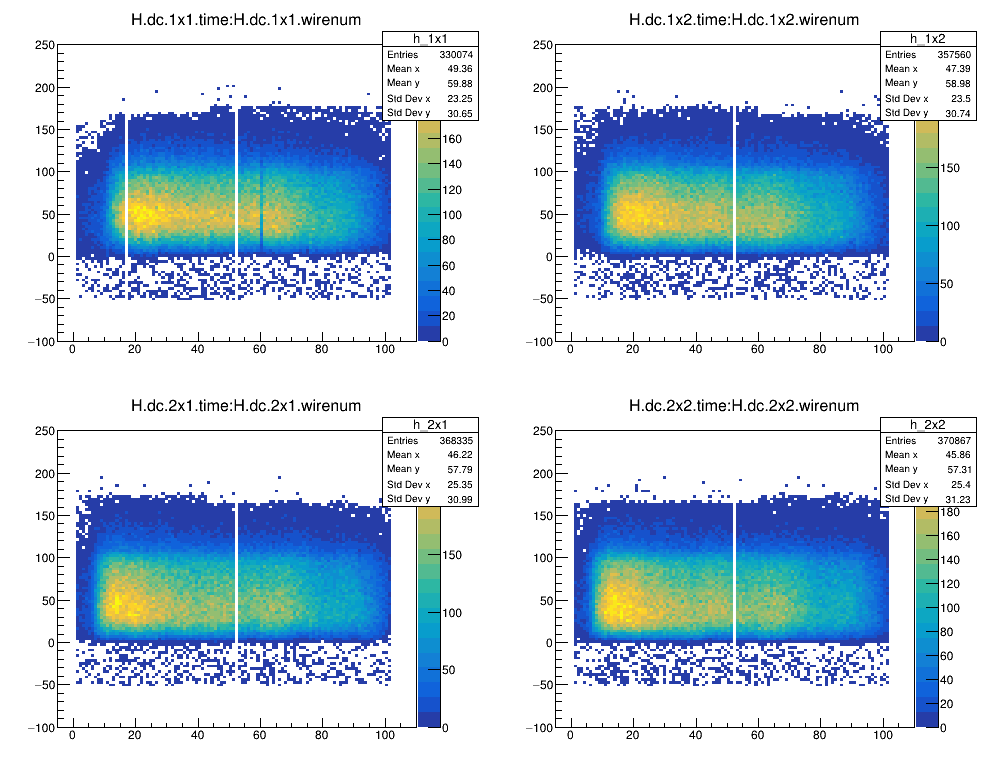 H.dc.1x1.time:H.dc.1x1.wirenum
h_1x1
Entries 330074
Mean x 49.36
Mean y 59.88
Std Dev x 23.25
Std Dev y 30.65
250
200
150
100
50
0
−50
−100
0 20 40 60 80 100
160
140
120
100
80
60
40
20
0
H.dc.1x2.time:H.dc.1x2.wirenum
h_1x2
Entries 357560
Mean x 47.39
Mean y 58.98
Std Dev x 23.5
Std Dev y 30.74
250
200
150
100
50
0
−50
−100
0 20 40 60 80 100
150
100
50
0
H.dc.2x1.time:H.dc.2x1.wirenum
h_2x1
Entries 368335
Mean x 46.22
Mean y 57.79
Std Dev x 25.35
Std Dev y 30.99
250
200
150
100
50
0
−50
−100
0 20 40 60 80 100
150
100
50
0
H.dc.2x2.time:H.dc.2x2.wirenum
h_2x2
Entries 370867
Mean x 45.86
Mean y 57.31
Std Dev x 25.4
Std Dev y 31.23
250
200
150
100
50
0
−50
−100
0 20 40 60 80 100
180
160
140
120
100
80
60
40
20
0